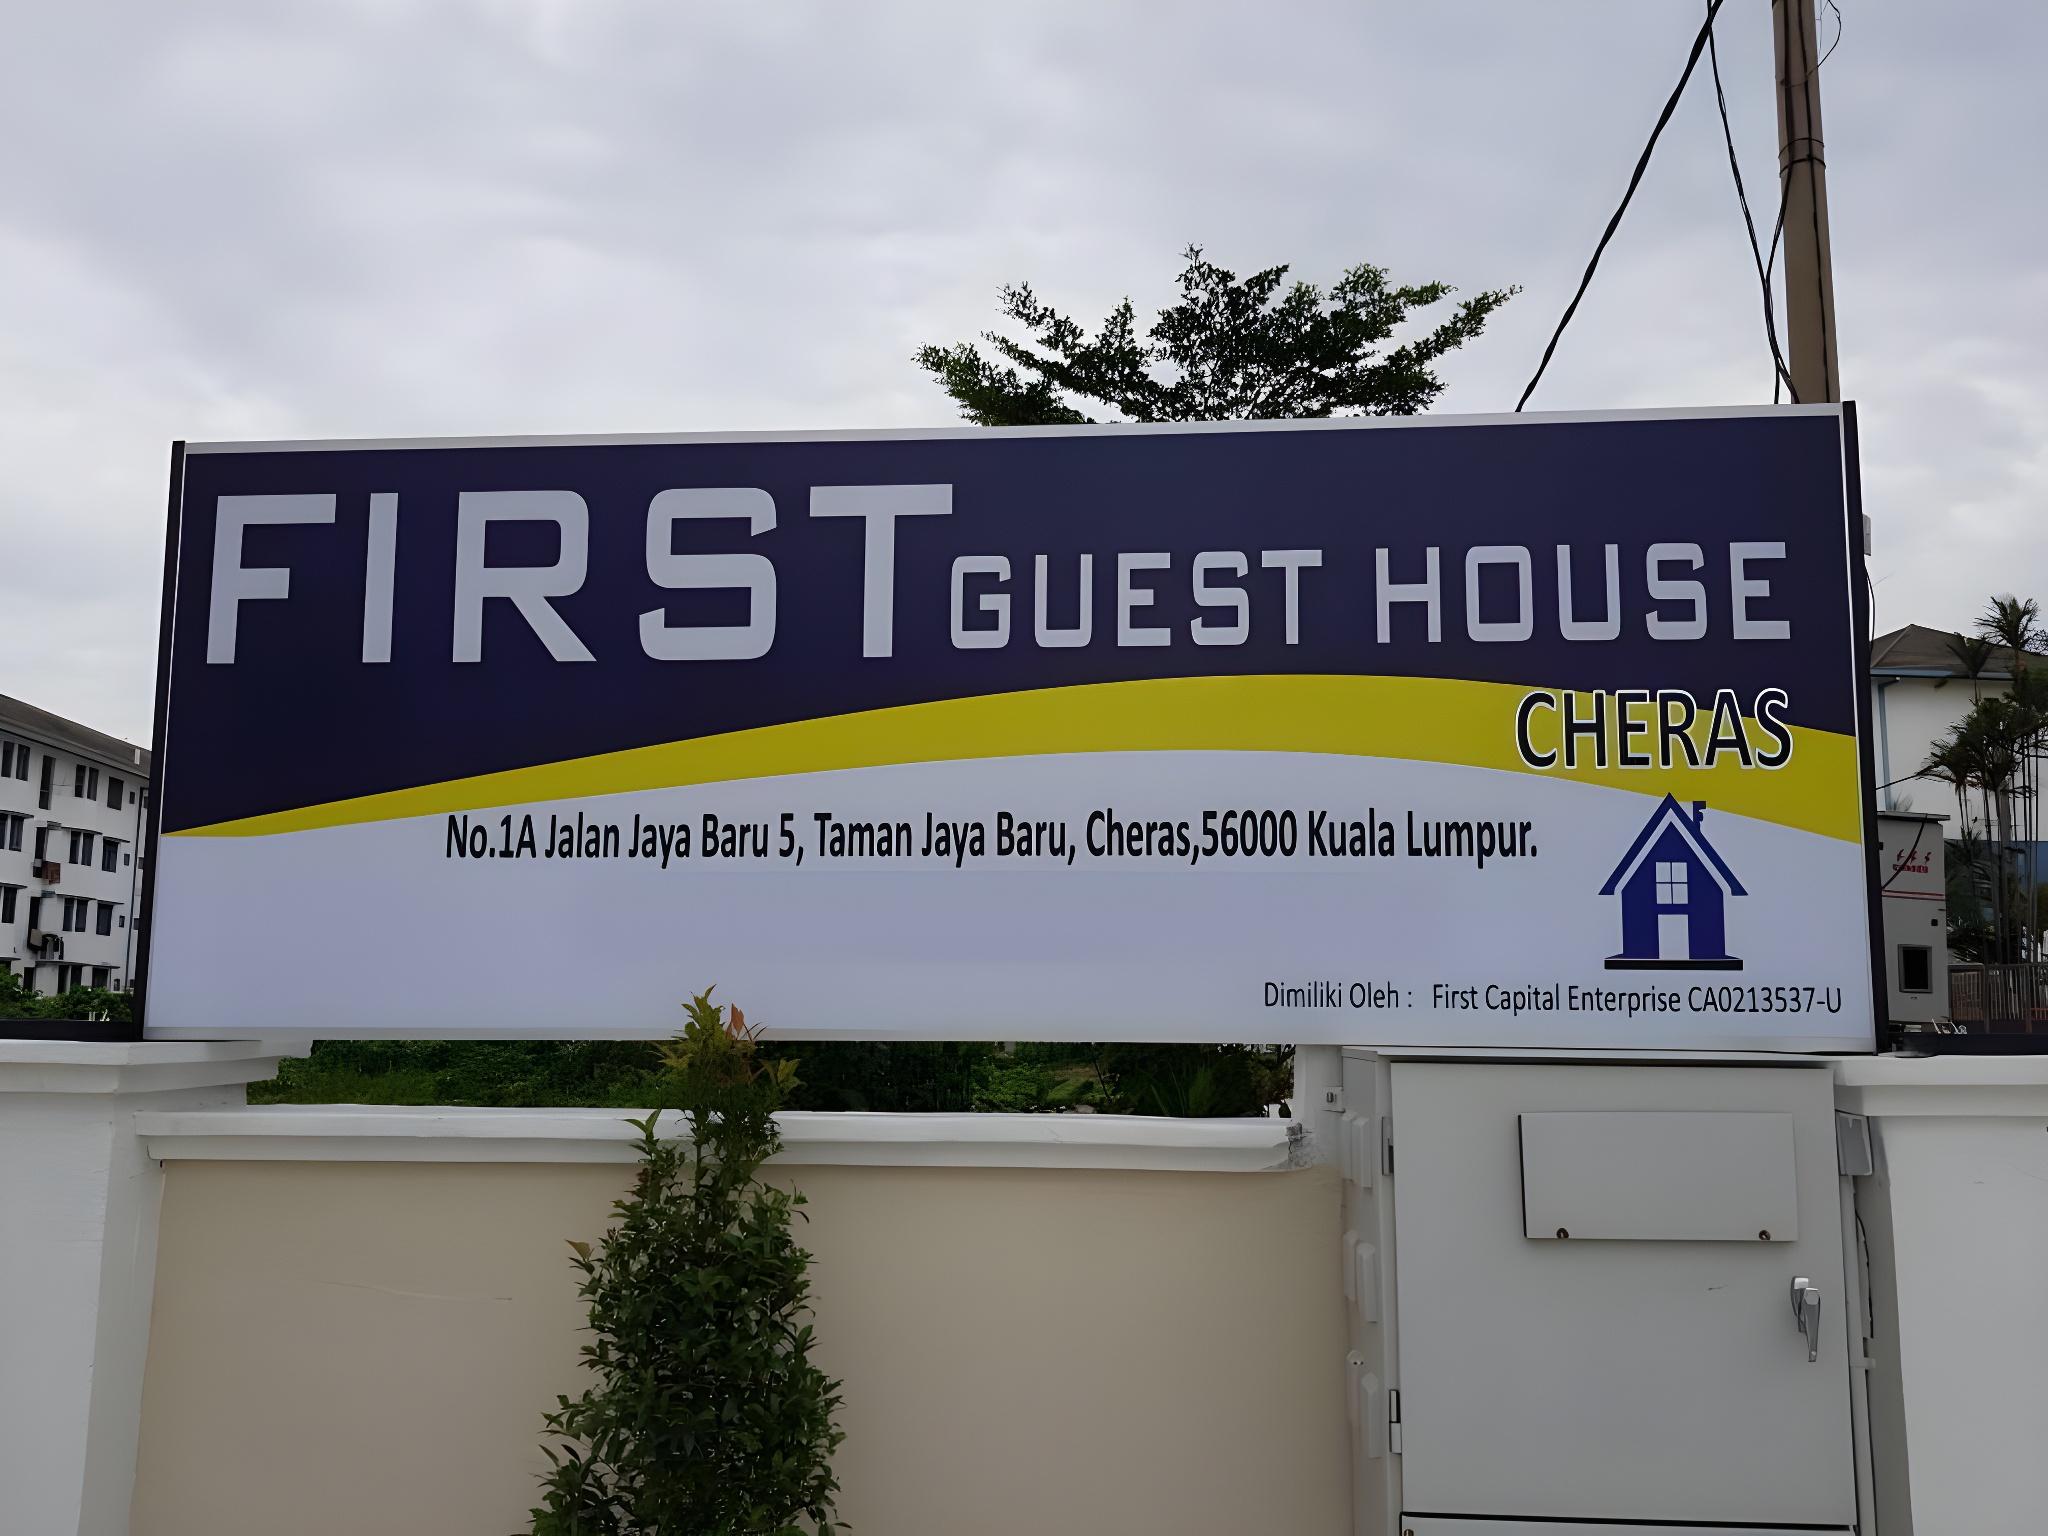 FIRST GUEST HOUSE
CHERAS
No.1A Jalan Jaya Baru 5, Taman Jaya Baru, Cheras,56000 Kuala Lumpur.
Dimiliki Oleh : First Capital Enterprise CA0213537-U